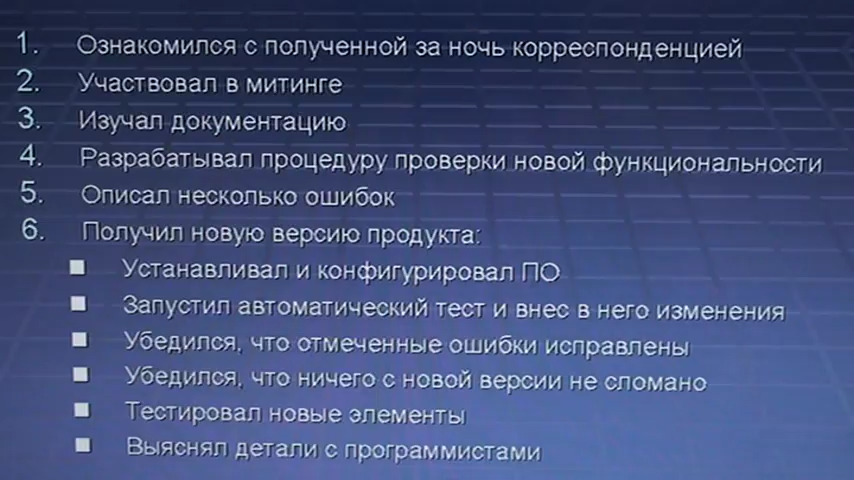 1. Ознакомился с полученной за ночь корреспонденцией
2. Участвовал в митинге
3. Изучал документацию
4. Разрабатывал процедуру проверки новой функциональности
5. Описал несколько ошибок
6. Получил новую версию продукта:
■ Устанавливал и конфигурировал ПО
■ Запустил автоматический тест и внес в него изменения
■ Убедился, что отмеченные ошибки исправлены
■ Убедился, что ничего с новой версии не сломано
■ Тестировал новые элементы
■ Выяснял детали с программистами